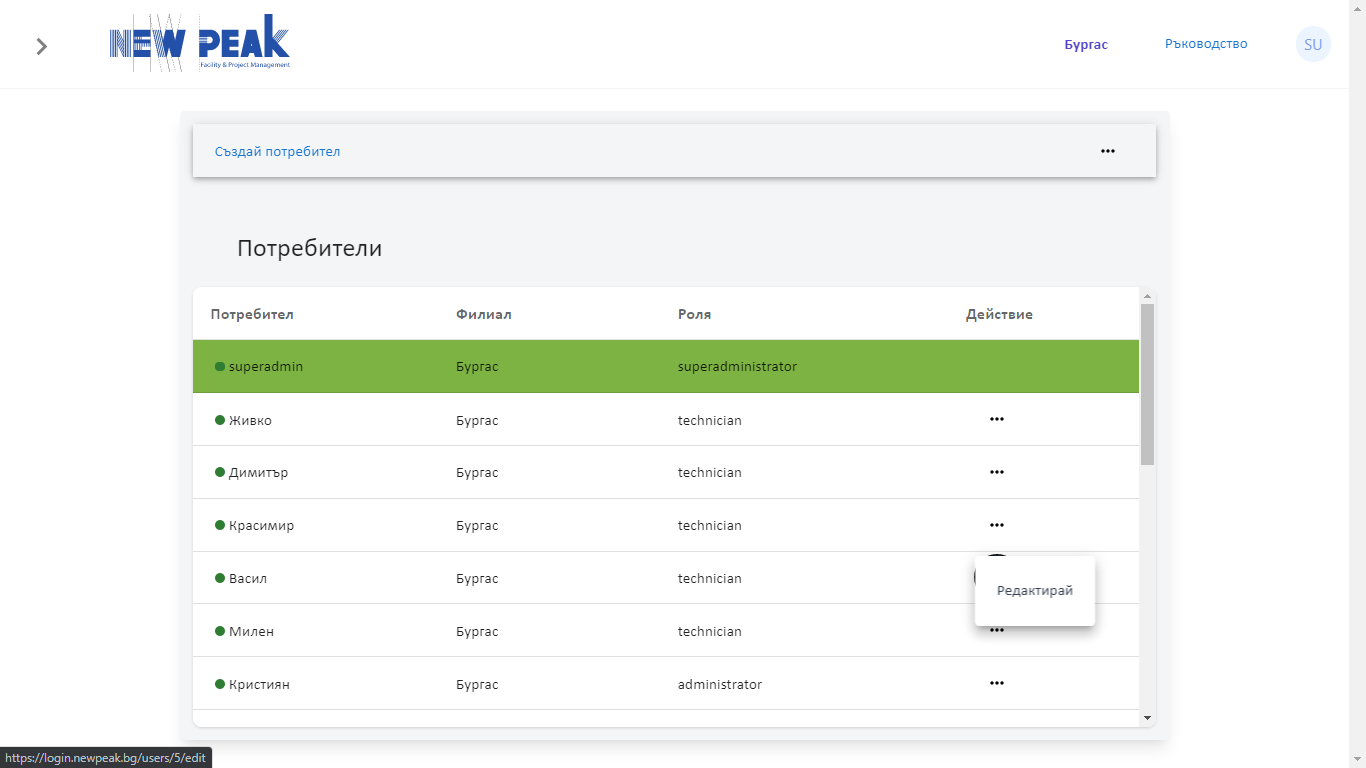 NEW PEAK
Facility & Project Management
Бургас
Ръководство
SU
Създай потребител
Потребители
Потребител Филиал Роля Действие
superadmin Бургас superadministrator
Живко Бургас technician
Димитър Бургас technician
Красимир Бургас technician
Васил Бургас technician
Редактирай
Милен Бургас technician
Кристиян Бургас administrator
https://login.newpeak.bg/users/5/edit